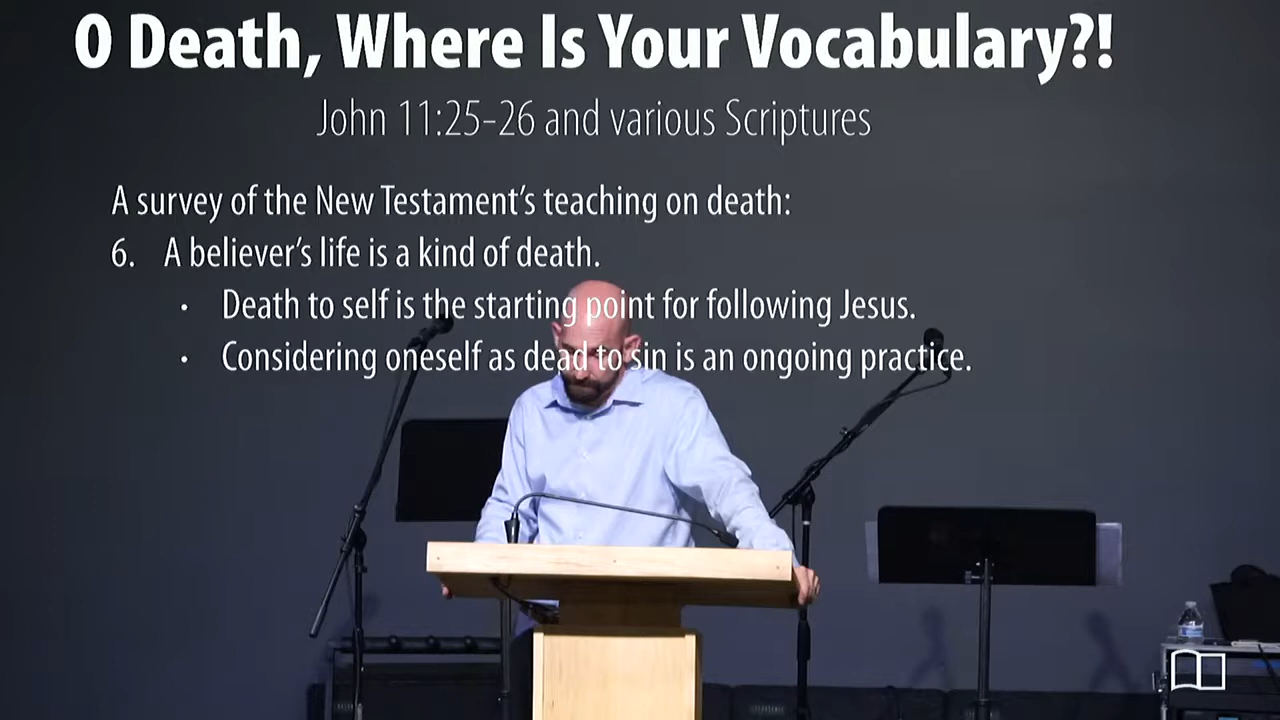 O Death, Where Is Your Vocabulary?!
John 11:25-26 and various Scriptures
A survey of the New Testament's teaching on death:
6. A believer's life is a kind of death.
• Death to self is the starting point for following Jesus.
• Considering oneself as dead to sin is an ongoing practice.